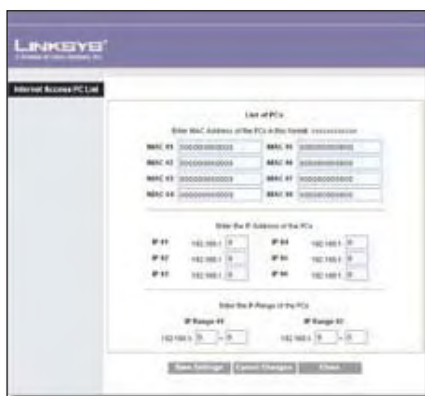 LINKSYS®
A Division of Cisco Systems, Inc.
Internet Access PC List
List of PCs
Enter MAC Address of the PCs in this format: xxxxxxxxxxxx
MAC 01 000000000000 MAC 05 000000000000
MAC 02 000000000000 MAC 06 000000000000
MAC 03 000000000000 MAC 07 000000000000
MAC 04 000000000000 MAC 08 000000000000
Enter the IP Address of the PCs
IP 01 192.168.1. 0 IP 04 192.168.1. 0
IP 02 192.168.1. 0 IP 05 192.168.1. 0
IP 03 192.168.1. 0 IP 06 192.168.1. 0
Enter the IP Range of the PCs
IP Range 01 IP Range 02
192.168.1. 0 ~ 0 192.168.1. 0 ~ 0
Save Settings Cancel Changes Close